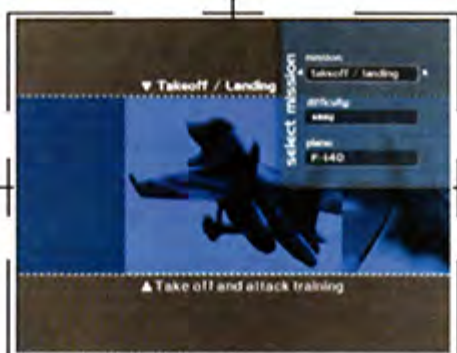 mission:
takeoff / landing
▼ Takeoff / Landing
select mission
difficulty:
easy
plane:
F-14D
▲ Take off and attack training